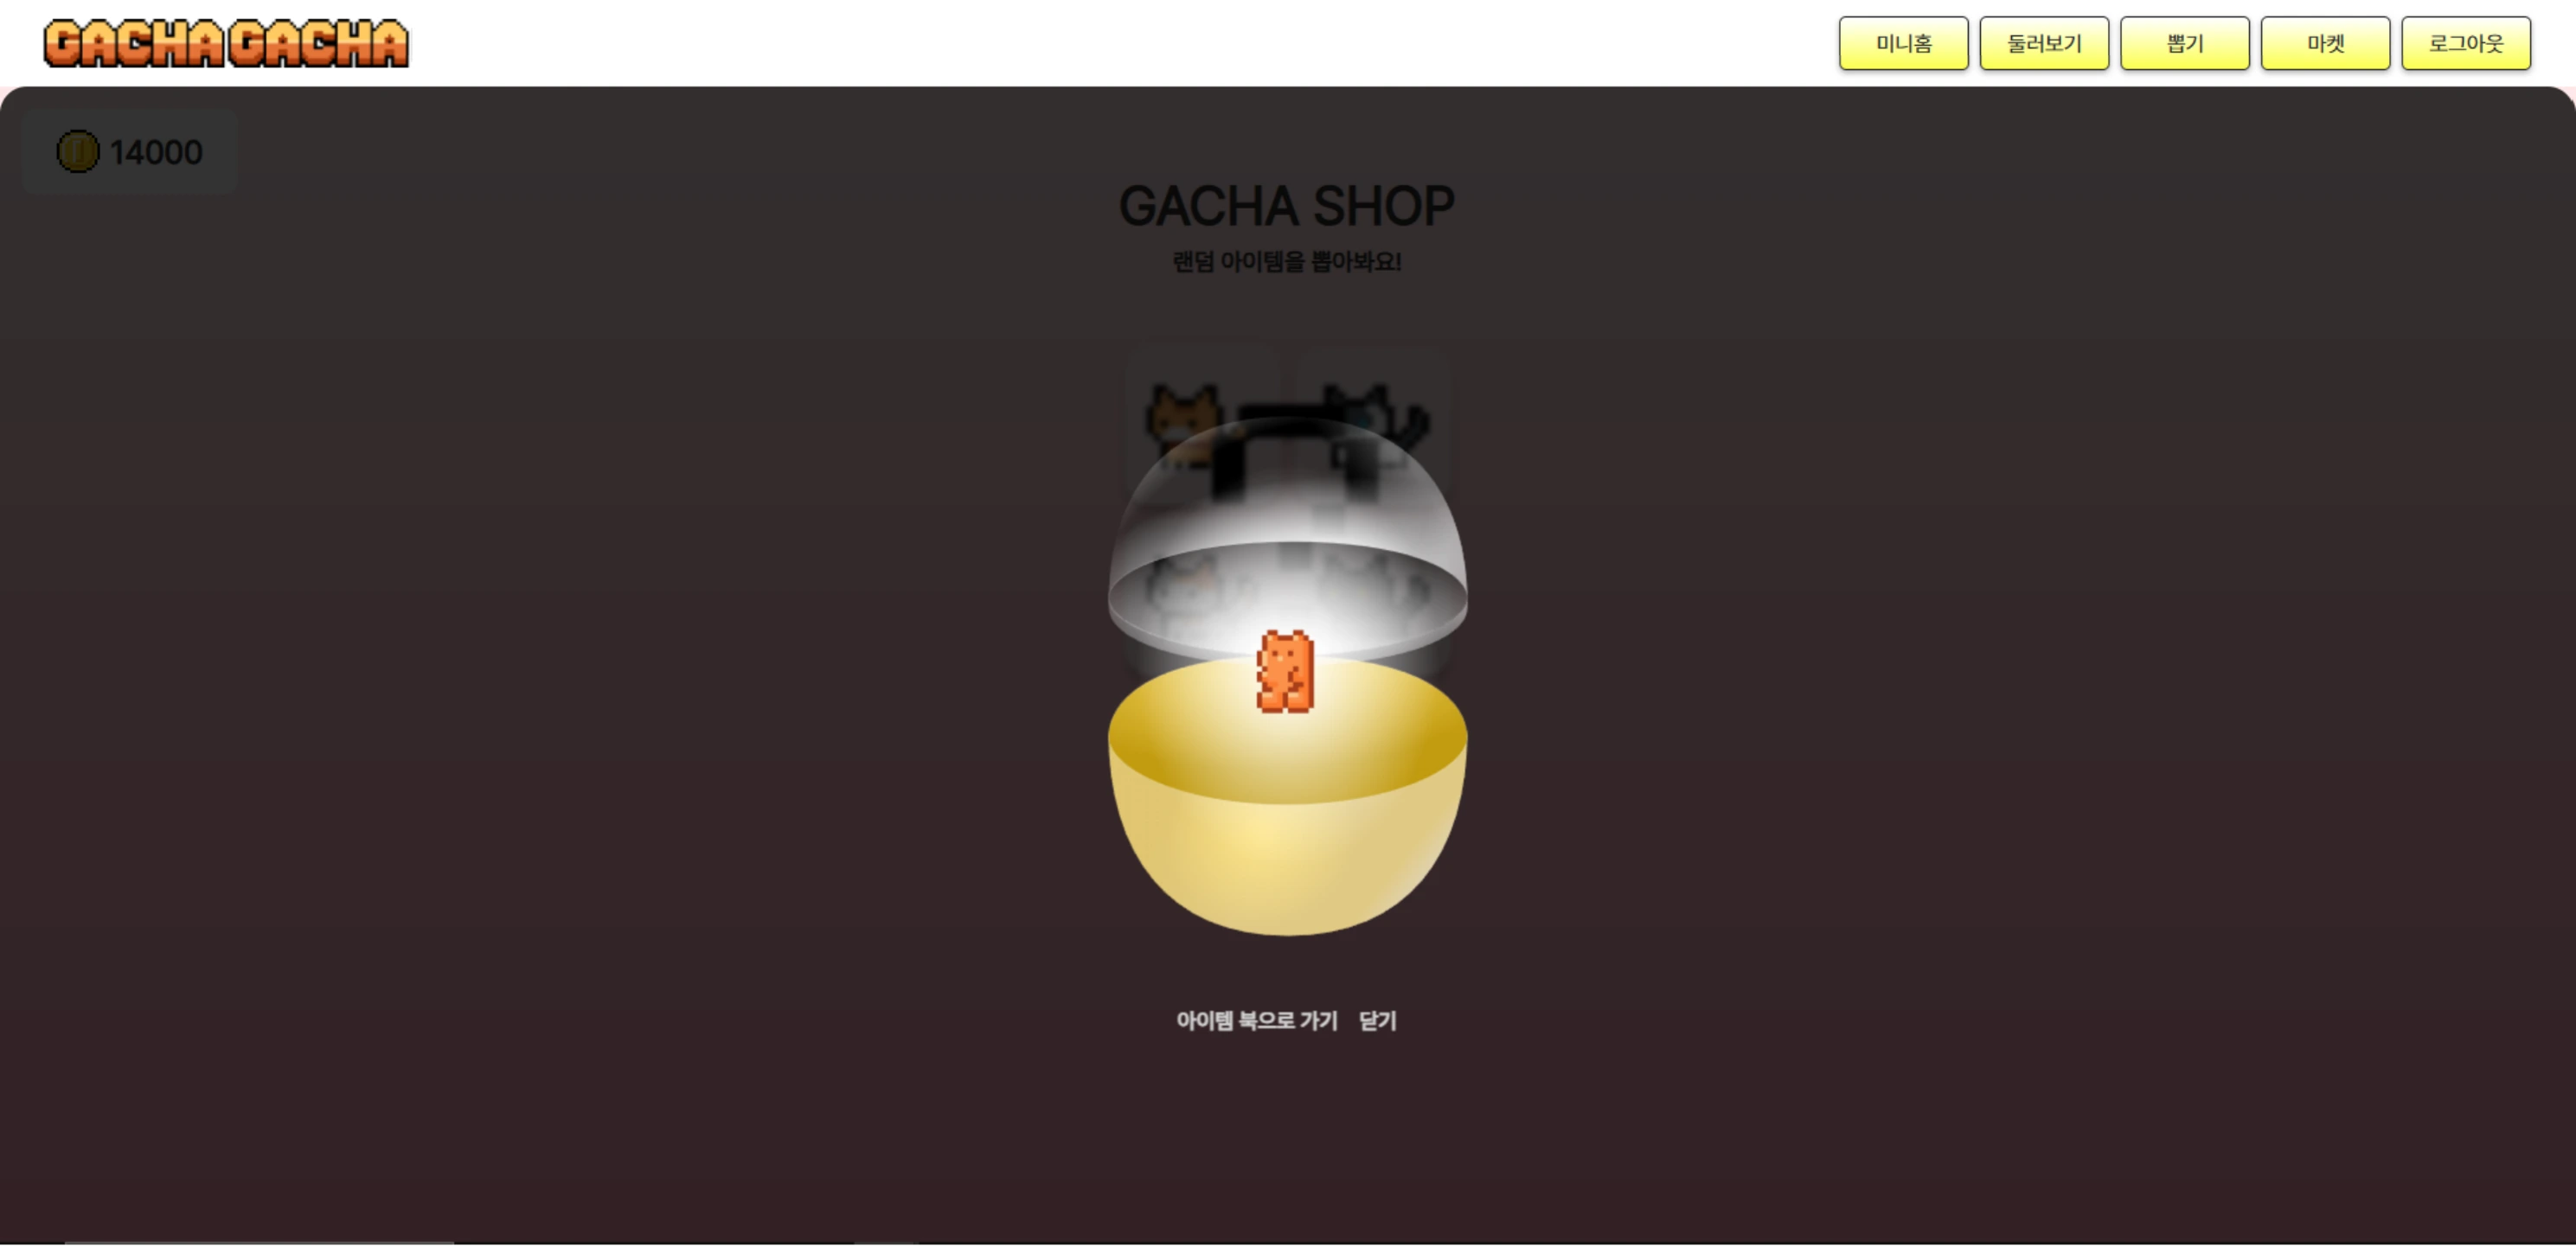 GACHA GACHA
미니홈 둘러보기 뽑기 마켓 로그아웃
14000
GACHA SHOP
랜덤 아이템을 뽑아봐요!
아이템 북으로 가기 닫기